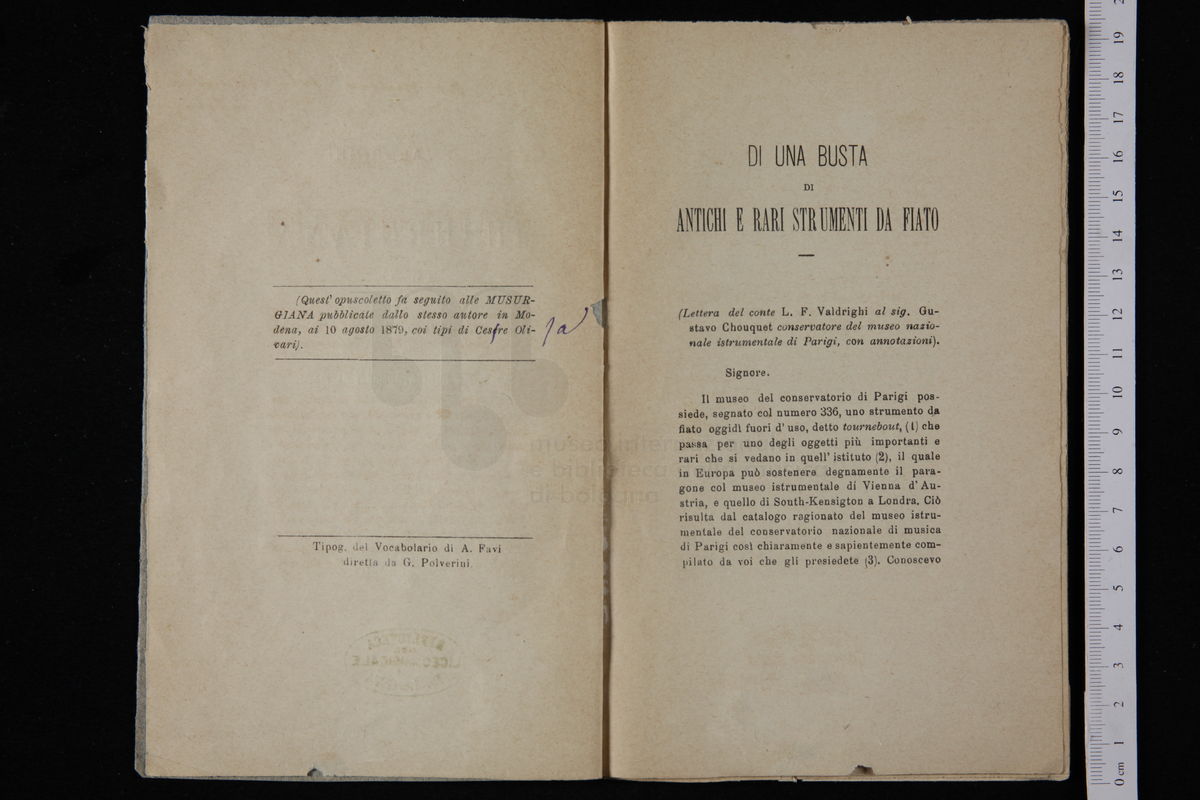 (Quest' opuscoletto fa seguito alle MUSUR-
GIANA pubblicate dallo stesso autore in Mo-
dena, ai 10 agosto 1879, coi tipi di Cesfre Oli-
vari).
/a/
Tipog. del Vocabolario di A. Favi
diretta da G. Polverini
BIBLIOTECA
LICEO MUSICALE
DI UNA BUSTA
DI
ANTICHI E RARI STRUMENTI DA FIATO
(Lettera del conte L. F. Valdrighi al sig. Gu-
stavo Chouquet conservatore del museo nazio-
nale istrumentale di Parigi, con annotazioni).
Signore.
Il museo del conservatorio di Parigi pos-
siede, segnato col numero 336, uno strumento da
fiato oggidì fuori d' uso, detto tournebout, (1) che
passa per uno degli oggetti più importanti e
rari che si vedano in quell' istituto (2), il quale
in Europa può sostenere degnamente il para-
gone col museo istrumentale di Vienna d' Au-
stria, e quello di South-Kensigton a Londra. Ciò
risulta dal catalogo ragionato del museo istru-
mentale del conservatorio nazionale di musica
di Parigi così chiaramente e sapientemente com-
pilato da voi che gli presiedete (3). Conoscevo
museo
e biblioteca
di bologna
0 cm 1 2 3 4 5 6 7 8 9 10 11 12 13 14 15 16 17 18 19